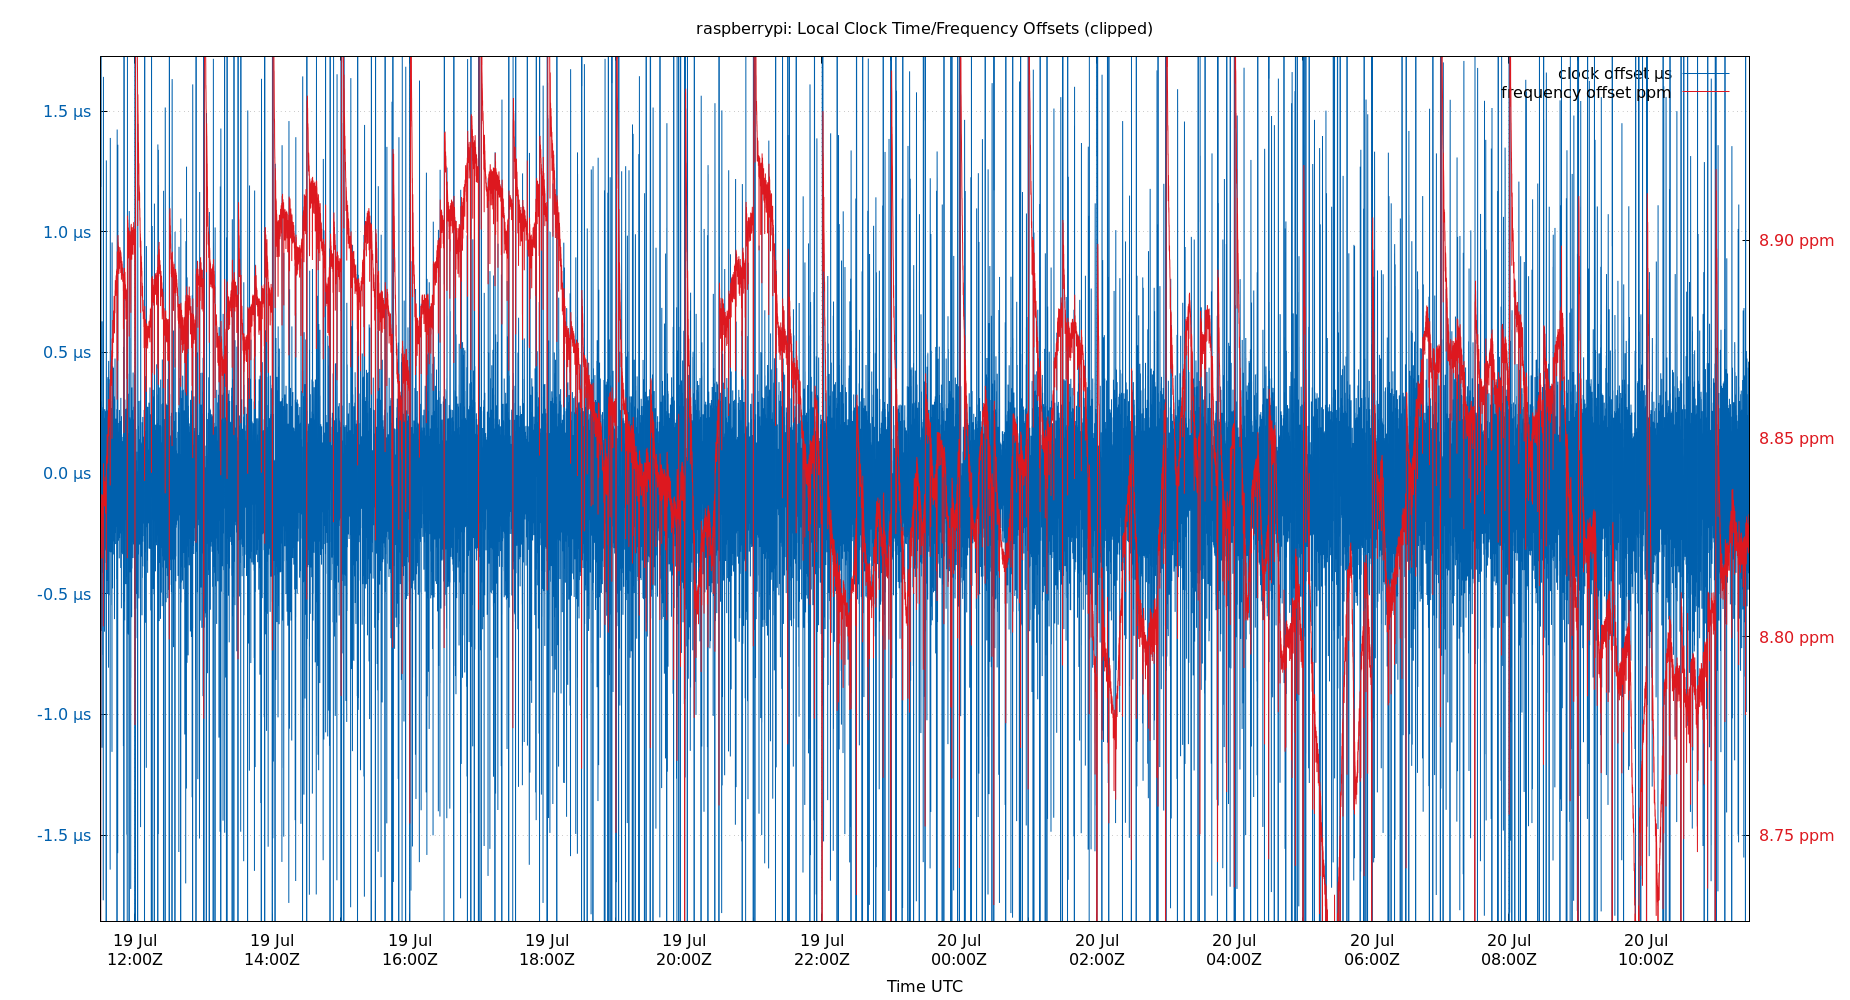 raspberrypi: Local Clock Time/Frequency Offsets (clipped)
clock offset µs
frequency offset ppm
1.5 µs
1.0 µs
0.5 µs
0.0 µs
-0.5 µs
-1.0 µs
-1.5 µs
8.90 ppm
8.85 ppm
8.80 ppm
8.75 ppm
19 Jul 19 Jul 19 Jul 19 Jul 19 Jul 19 Jul 20 Jul 20 Jul 20 Jul 20 Jul 20 Jul 20 Jul
12:00Z 14:00Z 16:00Z 18:00Z 20:00Z 22:00Z 00:00Z 02:00Z 04:00Z 06:00Z 08:00Z 10:00Z
Time UTC